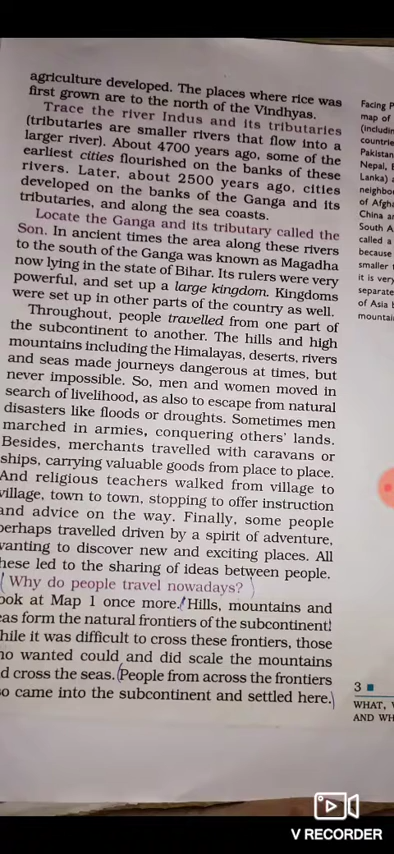 agriculture developed. The places where rice was
first grown are to the north of the Vindhyas.
Trace the river Indus and its tributaries
(tributaries are smaller rivers that flow into a
larger river). About 4700 years ago, some of the
earliest cities flourished on the banks of these
rivers. Later, about 2500 years ago, cities
developed on the banks of the Ganga and its
tributaries, and along the sea coasts.
Locate the Ganga and its tributary called the
Son. In ancient times the area along these rivers
to the south of the Ganga was known as Magadha
now lying in the state of Bihar. Its rulers were very
powerful, and set up a large kingdom. Kingdoms
were set up in other parts of the country as well.
Throughout, people travelled from one part of
the subcontinent to another. The hills and high
mountains including the Himalayas, deserts, rivers
and seas made journeys dangerous at times, but
never impossible. So, men and women moved in
search of livelihood, as also to escape from natural
disasters like floods or droughts. Sometimes men
marched in armies, conquering others' lands.
Besides, merchants travelled with caravans or
ships, carrying valuable goods from place to place.
And religious teachers walked from village to
village, town to town, stopping to offer instruction
and advice on the way. Finally, some people
perhaps travelled driven by a spirit of adventure,
wanting to discover new and exciting places. All
hese led to the sharing of ideas between people.
(Why do people travel nowadays?)
ook at Map 1 once more. Hills, mountains and
eas form the natural frontiers of the subcontinent.
hile it was difficult to cross these frontiers, those
ho wanted could and did scale the mountains
d cross the seas. (People from across the frontiers
so came into the subcontinent and settled here.)
Facing P
map of
(includin
countrie
Pakistan
Nepal, B
Lanka)
neighbo
of Afgha
China a
South A
called a
because
smaller
it is very
separate
of Asia b
mountai
3
WHAT, W
AND WH
V RECORDER